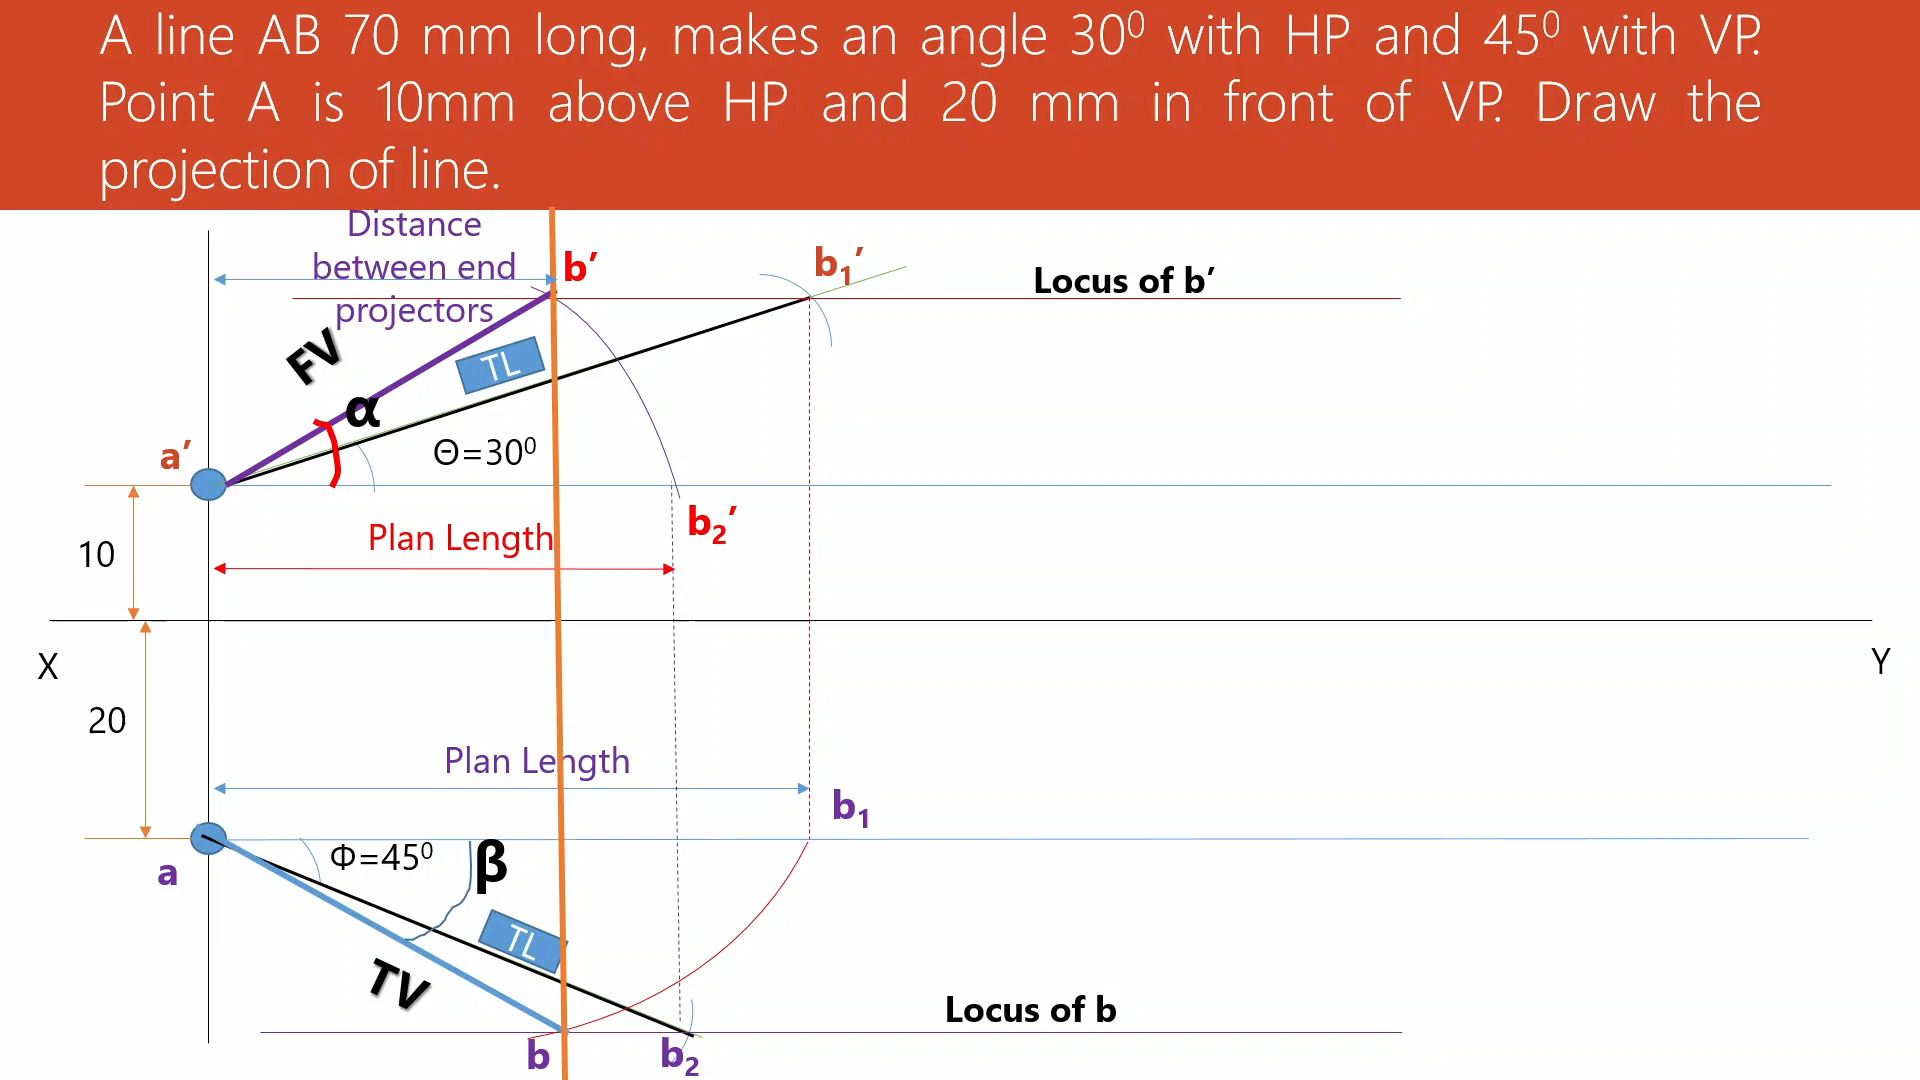 A line AB 70 mm long, makes an angle 30⁰ with HP and 45⁰ with VP.
Point A is 10mm above HP and 20 mm in front of VP. Draw the
projection of line.
Distance
between end
projectors
b’
b₁’
Locus of b’
FV
TL
α
Θ=30⁰
a’
b₂’
Plan Length
10
X
Y
20
Plan Length
b₁
Φ=45⁰
β
a
TL
TV
Locus of b
b
b₂